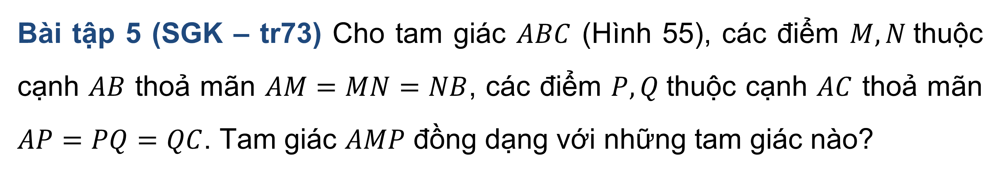 Bài tập 5 (SGK – tr73) Cho tam giác ABC (Hình 55), các điểm M, N thuộc
cạnh AB thoả mãn AM = MN = NB, các điểm P, Q thuộc cạnh AC thoả mãn
AP = PQ = QC. Tam giác AMP đồng dạng với những tam giác nào?